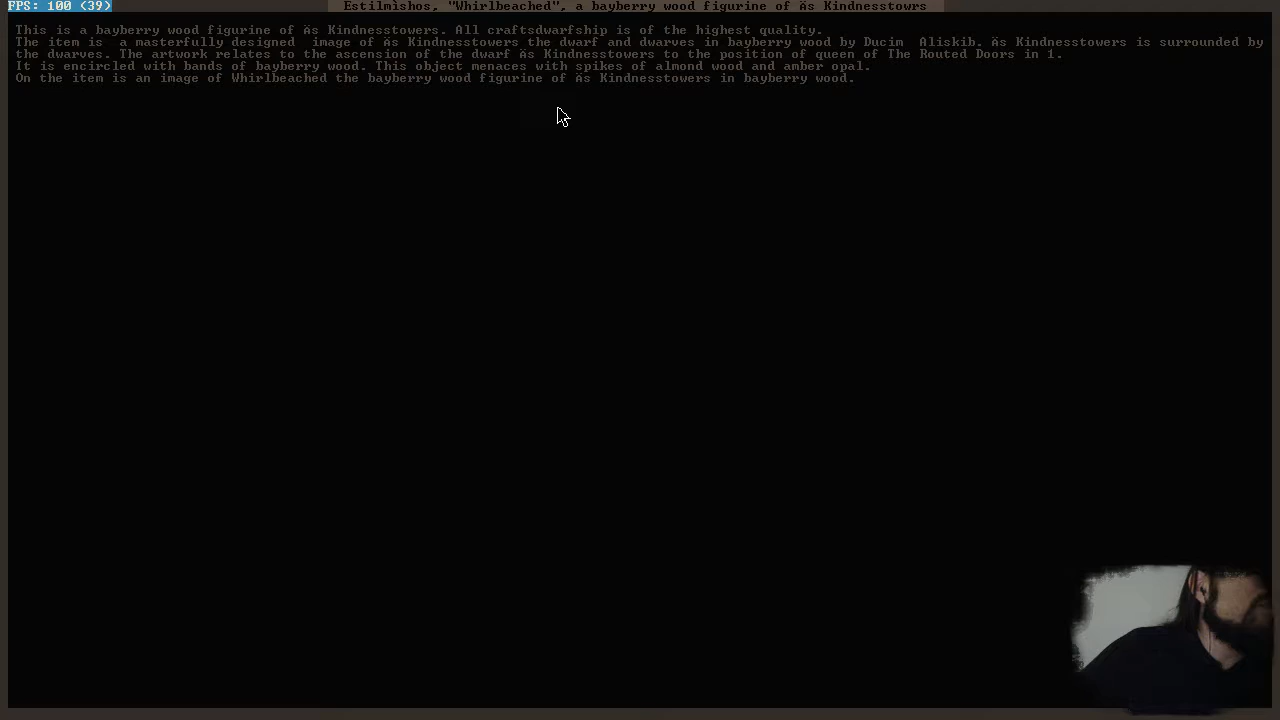 FPS: 100 (39)
Estilmìshos, "Whirlbeached", a bayberry wood figurine of Äs Kindnesstowrs
This is a bayberry wood figurine of Äs Kindnesstowers. All craftsdwarfship is of the highest quality.
The item is  a masterfully designed  image of Äs Kindnesstowers the dwarf and dwarves in bayberry wood by Ducim  Aliskib. Äs Kindnesstowers is surrounded by
the dwarves. The artwork relates to the ascension of the dwarf Äs Kindnesstowers to the position of queen of The Routed Doors in 1.
It is encircled with bands of bayberry wood. This object menaces with spikes of almond wood and amber opal.
On the item is an image of Whirlbeached the bayberry wood figurine of Äs Kindnesstowers in bayberry wood.